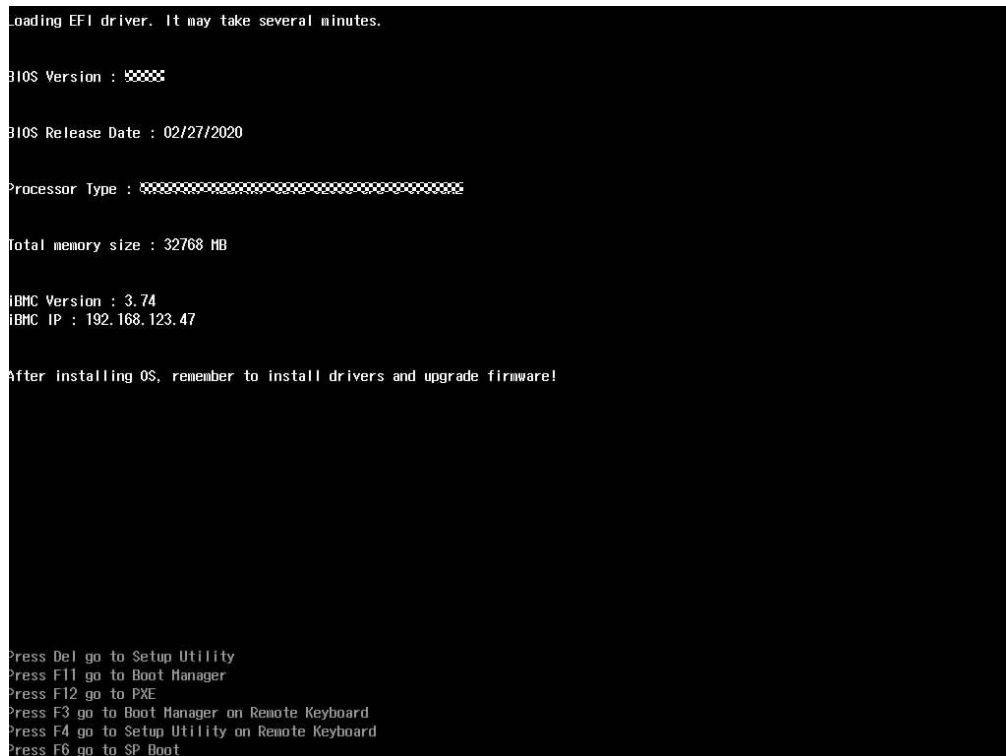 Loading EFI driver. It may take several minutes.
BIOS Version :
BIOS Release Date : 02/27/2020
Processor Type :
Total memory size : 32768 MB
iBMC Version : 3.74
iBMC IP : 192.168.123.47
After installing OS, remember to install drivers and upgrade firmware!
Press Del go to Setup Utility
Press F11 go to Boot Manager
Press F12 go to PXE
Press F3 go to Boot Manager on Remote Keyboard
Press F4 go to Setup Utility on Remote Keyboard
Press F6 go to SP Boot